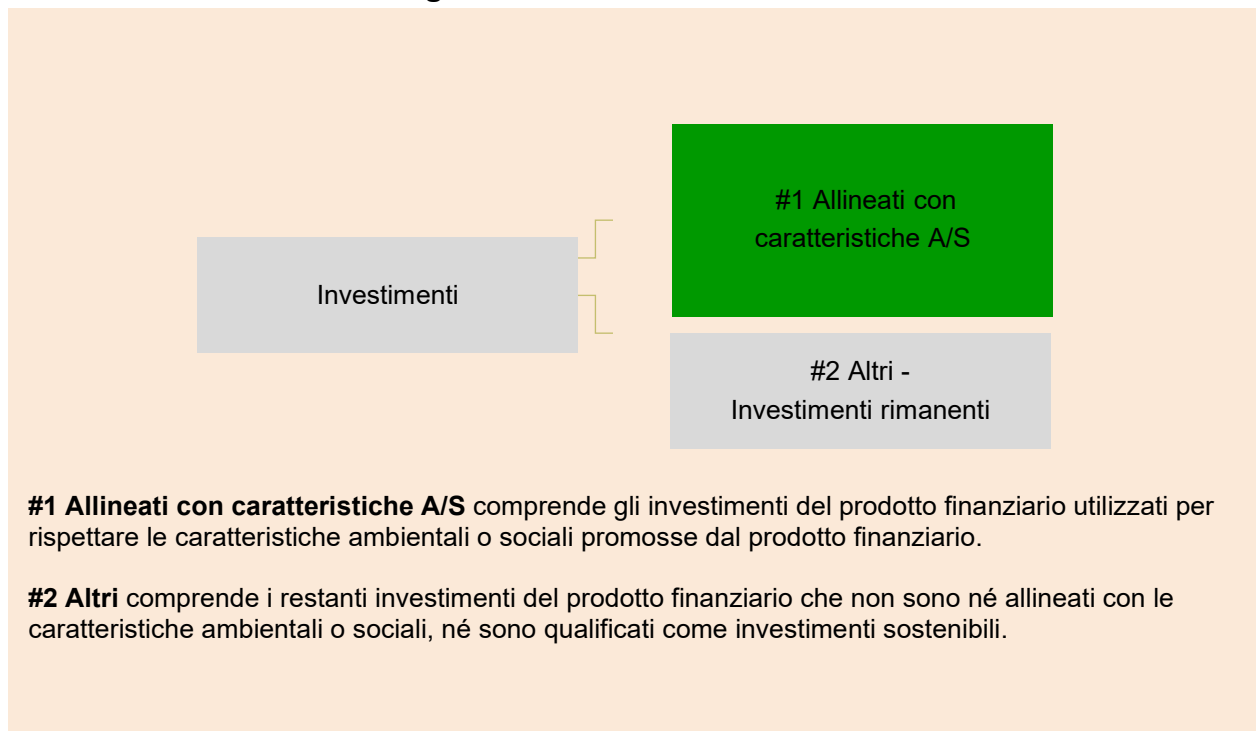 Investimenti
#1 Allineati con
caratteristiche A/S
#2 Altri -
Investimenti rimanenti
#1 Allineati con caratteristiche A/S comprende gli investimenti del prodotto finanziario utilizzati per
rispettare le caratteristiche ambientali o sociali promosse dal prodotto finanziario.
#2 Altri comprende i restanti investimenti del prodotto finanziario che non sono né allineati con le
caratteristiche ambientali o sociali, né sono qualificati come investimenti sostenibili.